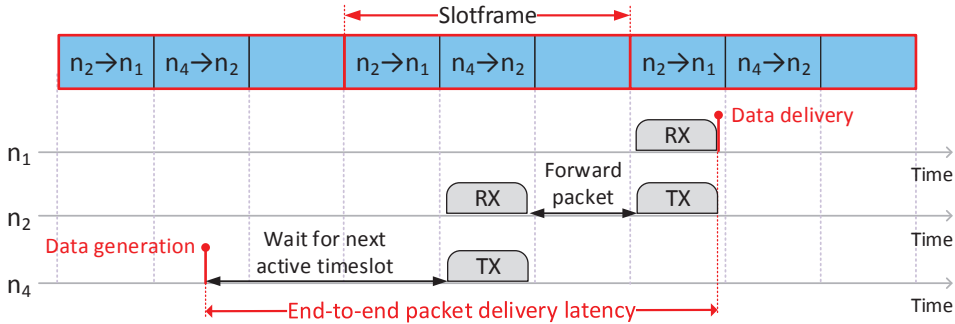 Slotframe
n₂→n₁ n₄→n₂ n₂→n₁ n₄→n₂ n₂→n₁ n₄→n₂
Data delivery
RX
n₁
Time
Forward
packet
RX
TX
n₂
Time
Data generation
Wait for next
active timeslot
TX
n₄
Time
End-to-end packet delivery latency